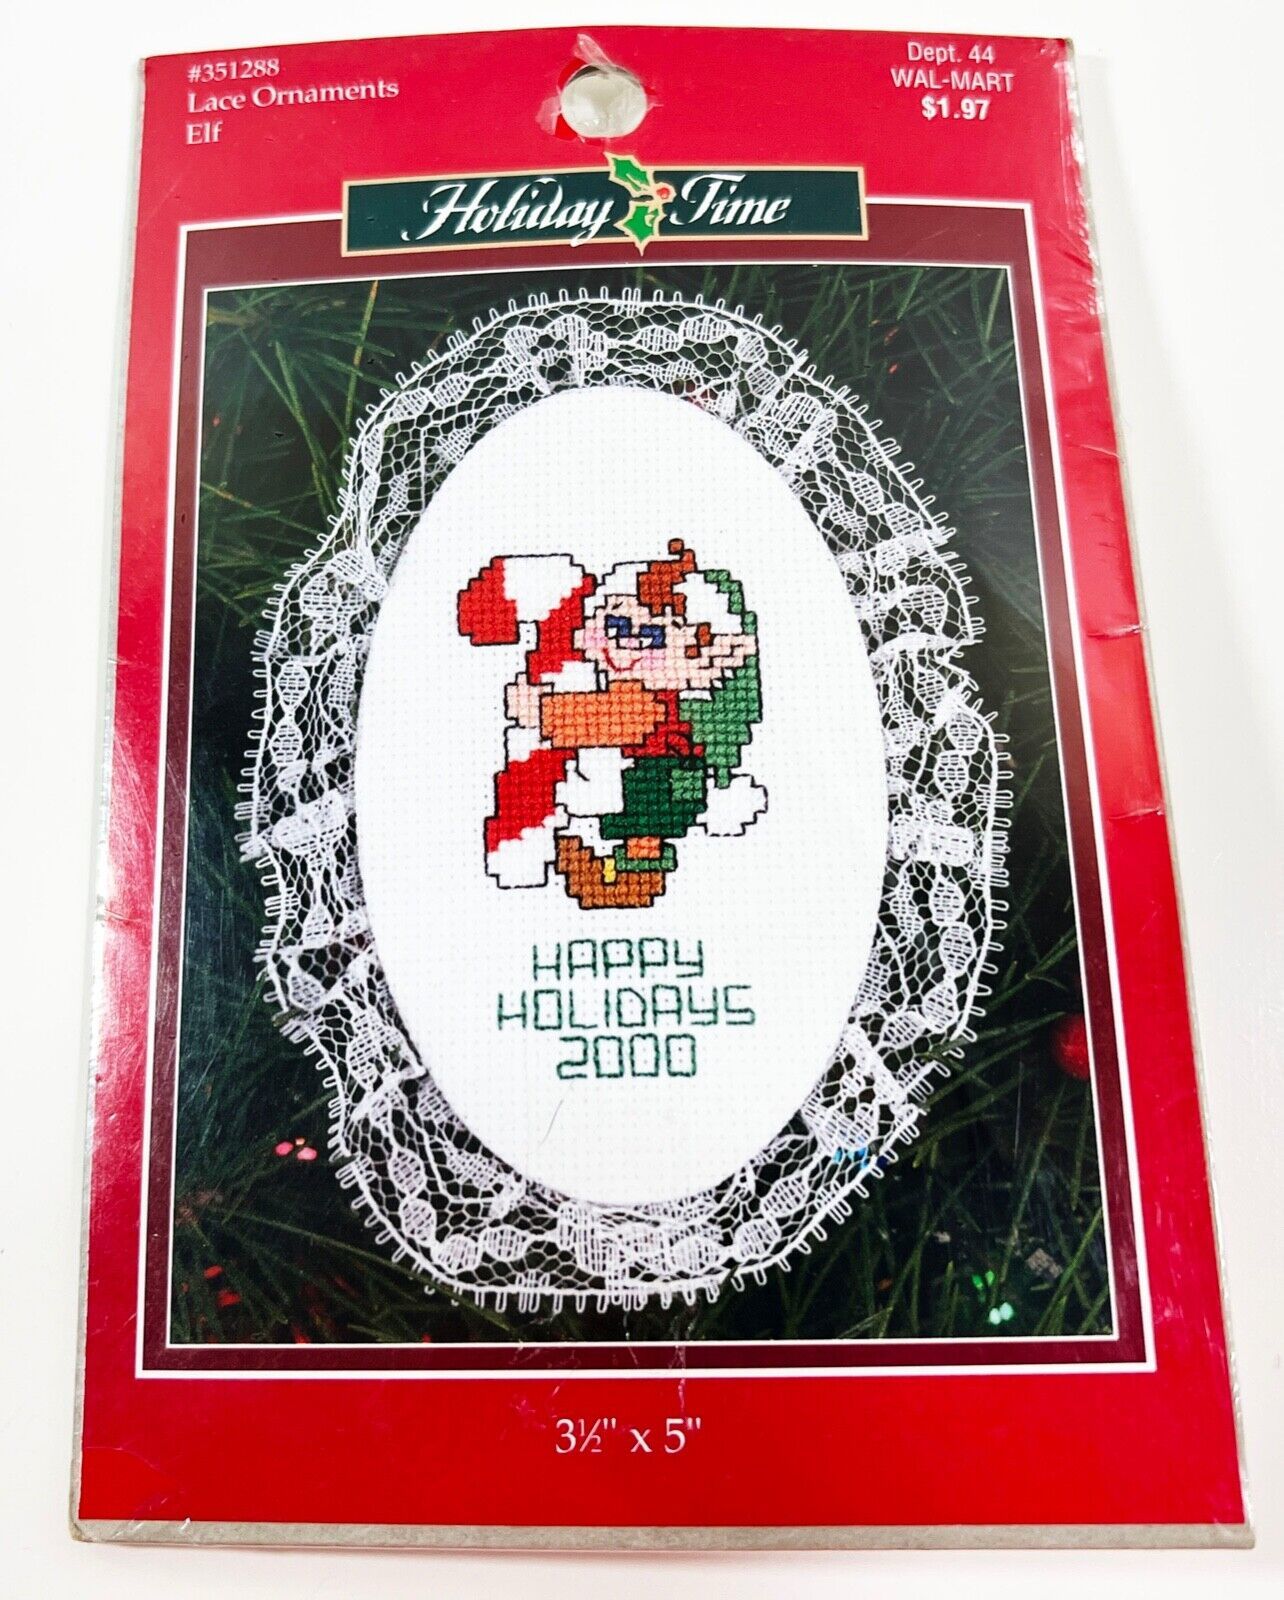 #351288
Lace Ornaments
Elf
Dept. 44
WAL-MART
$1.97
Holiday Time
HAPPY
HOLIDAYS
2000
3½" x 5"